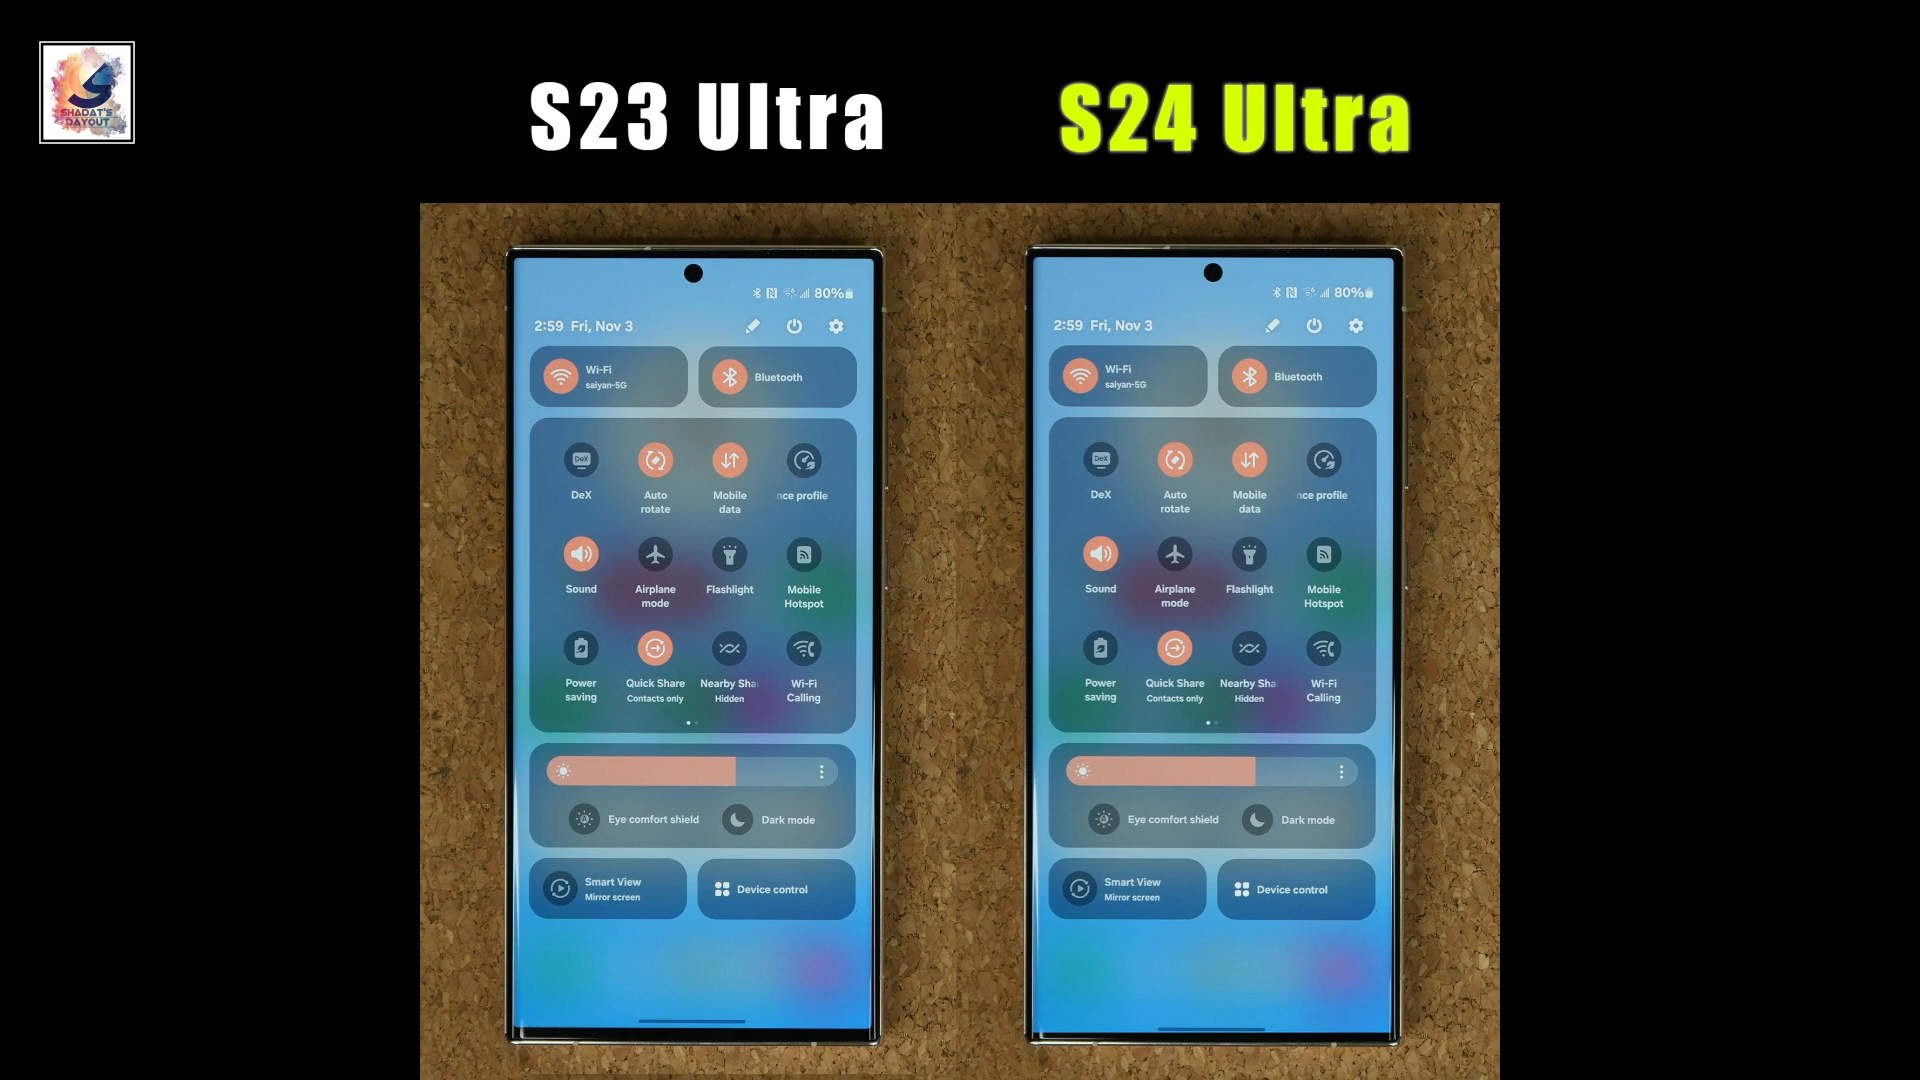 SHADAT'S
DAYOUT
S23 Ultra
S24 Ultra
80%
2:59 Fri, Nov 3
Wi-Fi
saiyan-5G
Bluetooth
DeX
DeX
Auto
rotate
Mobile
data
nce profile
Sound
Airplane
mode
Flashlight
Mobile
Hotspot
Power
saving
Quick Share
Contacts only
Nearby Sha
Hidden
Wi-Fi
Calling
Eye comfort shield
Dark mode
Smart View
Mirror screen
Device control
80%
2:59 Fri, Nov 3
Wi-Fi
saiyan-5G
Bluetooth
DeX
DeX
Auto
rotate
Mobile
data
nce profile
Sound
Airplane
mode
Flashlight
Mobile
Hotspot
Power
saving
Quick Share
Contacts only
Nearby Sha
Hidden
Wi-Fi
Calling
Eye comfort shield
Dark mode
Smart View
Mirror screen
Device control